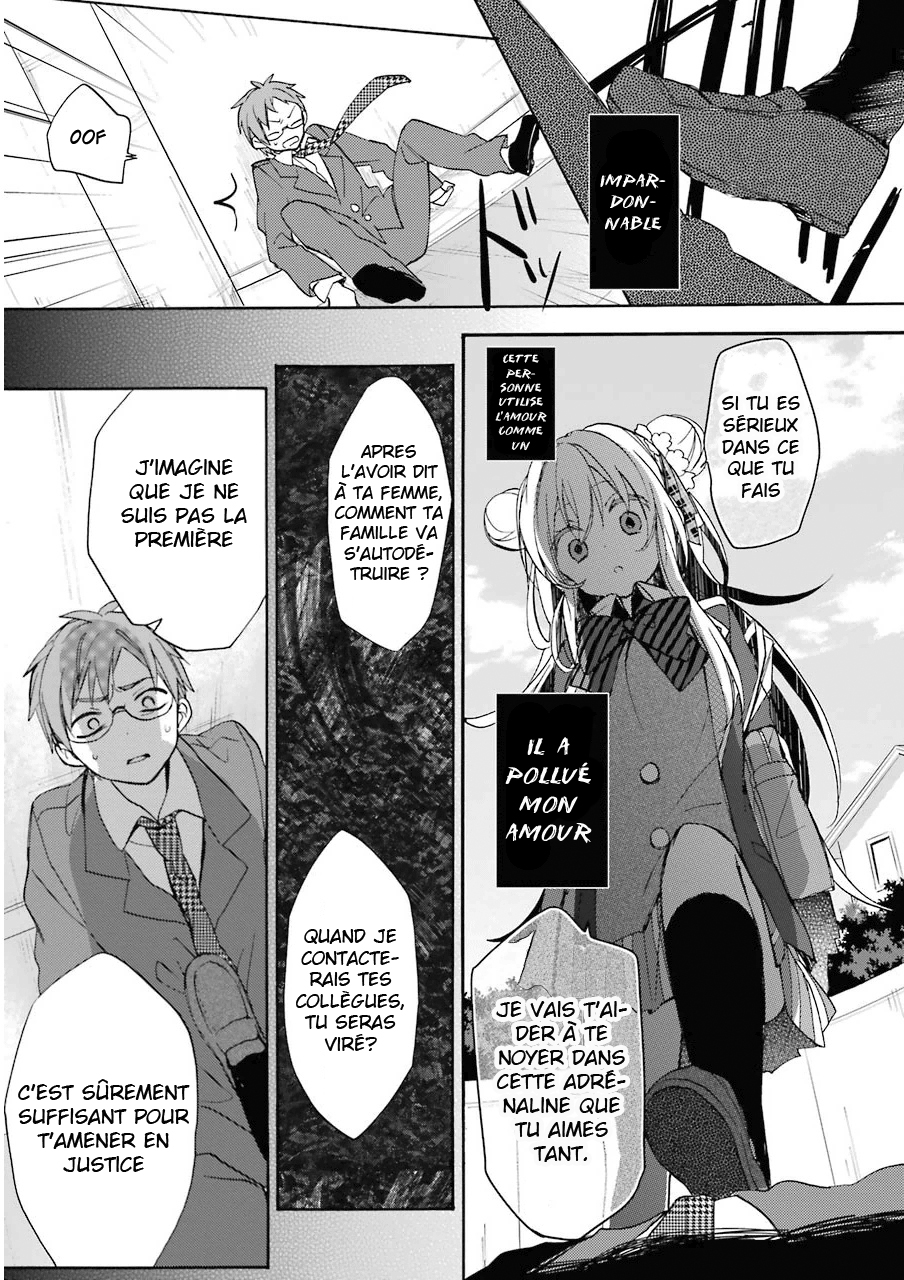 IMPAR-
DON-
NABLE
OOF
ドッ
SI TU ES
SÉRIEUX
DANS CE
QUE TU
FAIS
CETTE
PER-
SONNE
UTILISE
L'AMOUR
COMME
UN
IL A
POLLUÉ
MON
AMOUR
JE VAIS T'AI-
DER À TE
NOYER DANS
CETTE ADRÉ-
NALINE QUE
TU AIMES
TANT.
APRES
L'AVOIR DIT
À TA FEMME,
COMMENT TA
FAMILLE VA
S'AUTODÉ-
TRUIRE ?
QUAND JE
CONTACTE-
RAIS TES
COLLÈGUES,
TU SERAS
VIRÉ?
J'IMAGINE
QUE JE NE
SUIS PAS LA
PREMIÈRE
C'EST SÛREMENT
SUFFISANT POUR
T'AMENER EN
JUSTICE